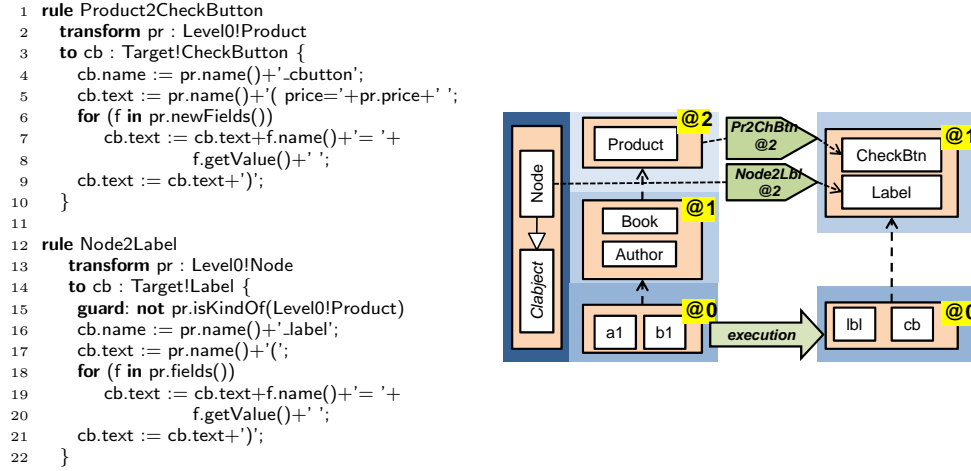 1 rule Product2CheckButton
2 transform pr : Level0!Product
3 to cb : Target!CheckButton {
4 cb.name := pr.name()+'_cbutton';
5 cb.text := pr.name()+'( price='+pr.price+' ';
6 for (f in pr.newFields())
7 cb.text := cb.text+f.name()+'= '+
8 f.getValue()+' ';
9 cb.text := cb.text+')';
10 }
11
12 rule Node2Label
13 transform pr : Level0!Node
14 to cb : Target!Label {
15 guard: not pr.isKindOf(Level0!Product)
16 cb.name := pr.name()+'_label';
17 cb.text := pr.name()+'(';
18 for (f in pr.fields())
19 cb.text := cb.text+f.name()+'= '+
20 f.getValue()+' ';
21 cb.text := cb.text+')';
22 }
Node
Clabject
@2
Product
Pr2ChBtn
@2
Node2Lbl
@2
@1
CheckBtn
Label
@1
Book
Author
@0
a1
b1
execution
@0
lbl
cb